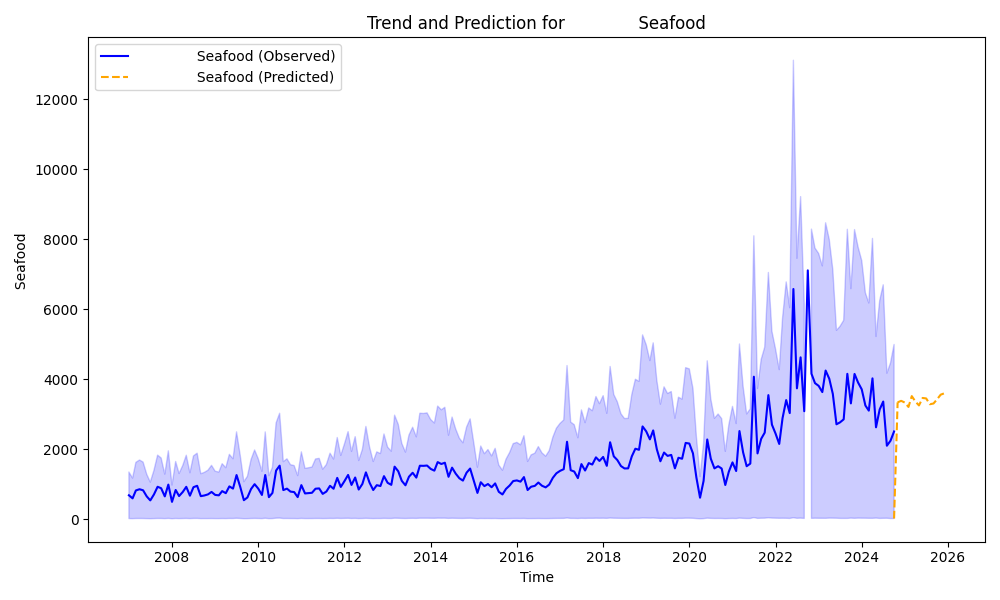 Trend and Prediction for Seafood
Seafood (Observed)
Seafood (Predicted)
12000
10000
8000
6000
4000
2000
0
Seafood
2008 2010 2012 2014 2016 2018 2020 2022 2024 2026
Time